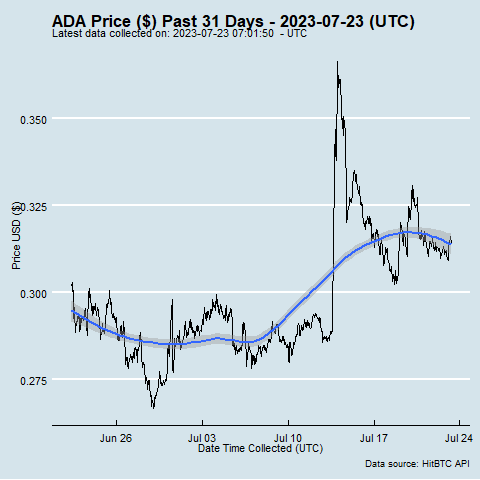 ADA Price ($) Past 31 Days - 2023-07-23 (UTC)
Latest data collected on: 2023-07-23 07:01:50  - UTC
0.350
0.325
0.300
0.275
Price USD ($)
Jun 26
Jul 03
Jul 10
Jul 17
Jul 24
Date Time Collected (UTC)
Data source: HitBTC API